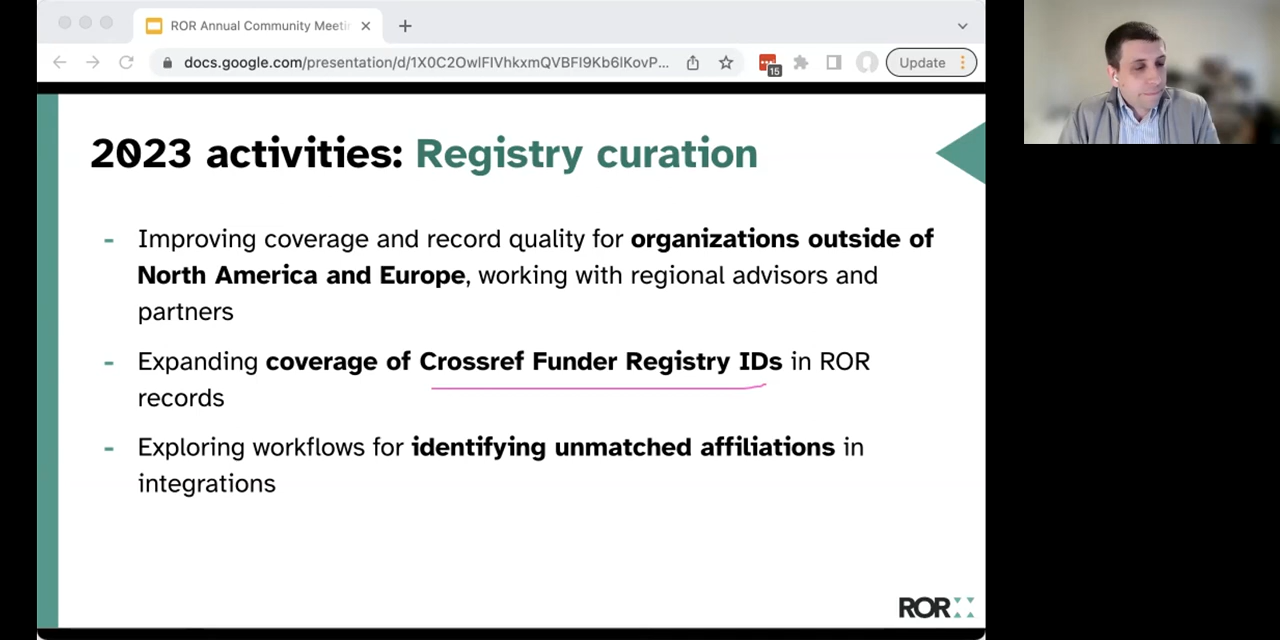 ROR Annual Community Meeti
docs.google.com/presentation/d/1X0C2OwlFIVhkxmQVBFI9Kb6lKovP...
15
Update
2023 activities: Registry curation
- Improving coverage and record quality for organizations outside of
North America and Europe, working with regional advisors and
partners
- Expanding coverage of Crossref Funder Registry IDs in ROR
records
- Exploring workflows for identifying unmatched affiliations in
integrations
ROR